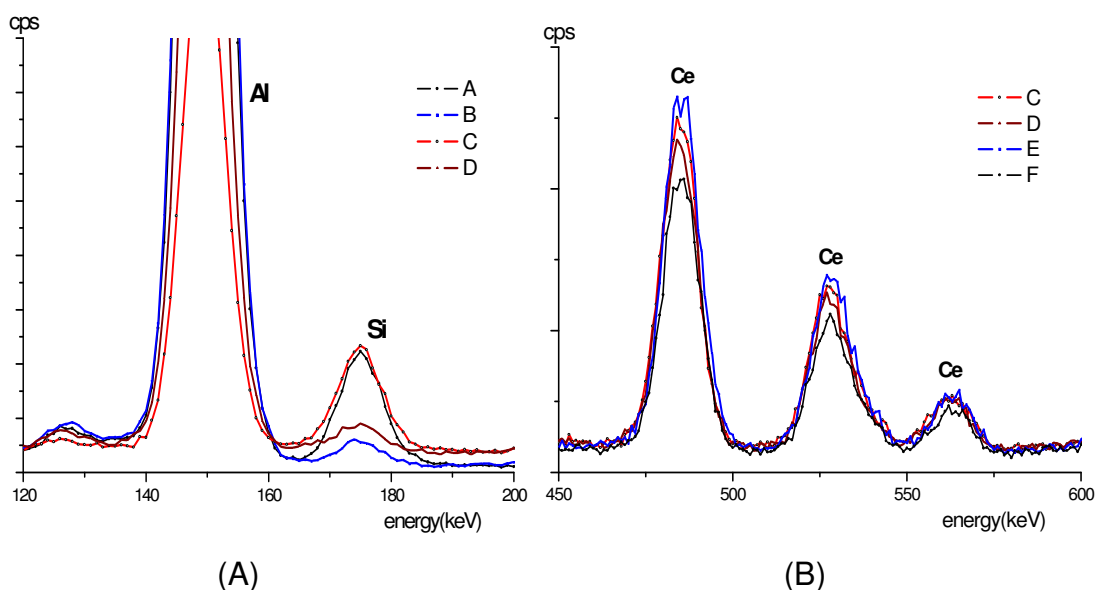 cps
Al
A
B
C
D
Si
120
140
160
180
200
energy(keV)
(A)
cps
Ce
C
D
E
F
Ce
Ce
450
500
550
600
energy(keV)
(B)